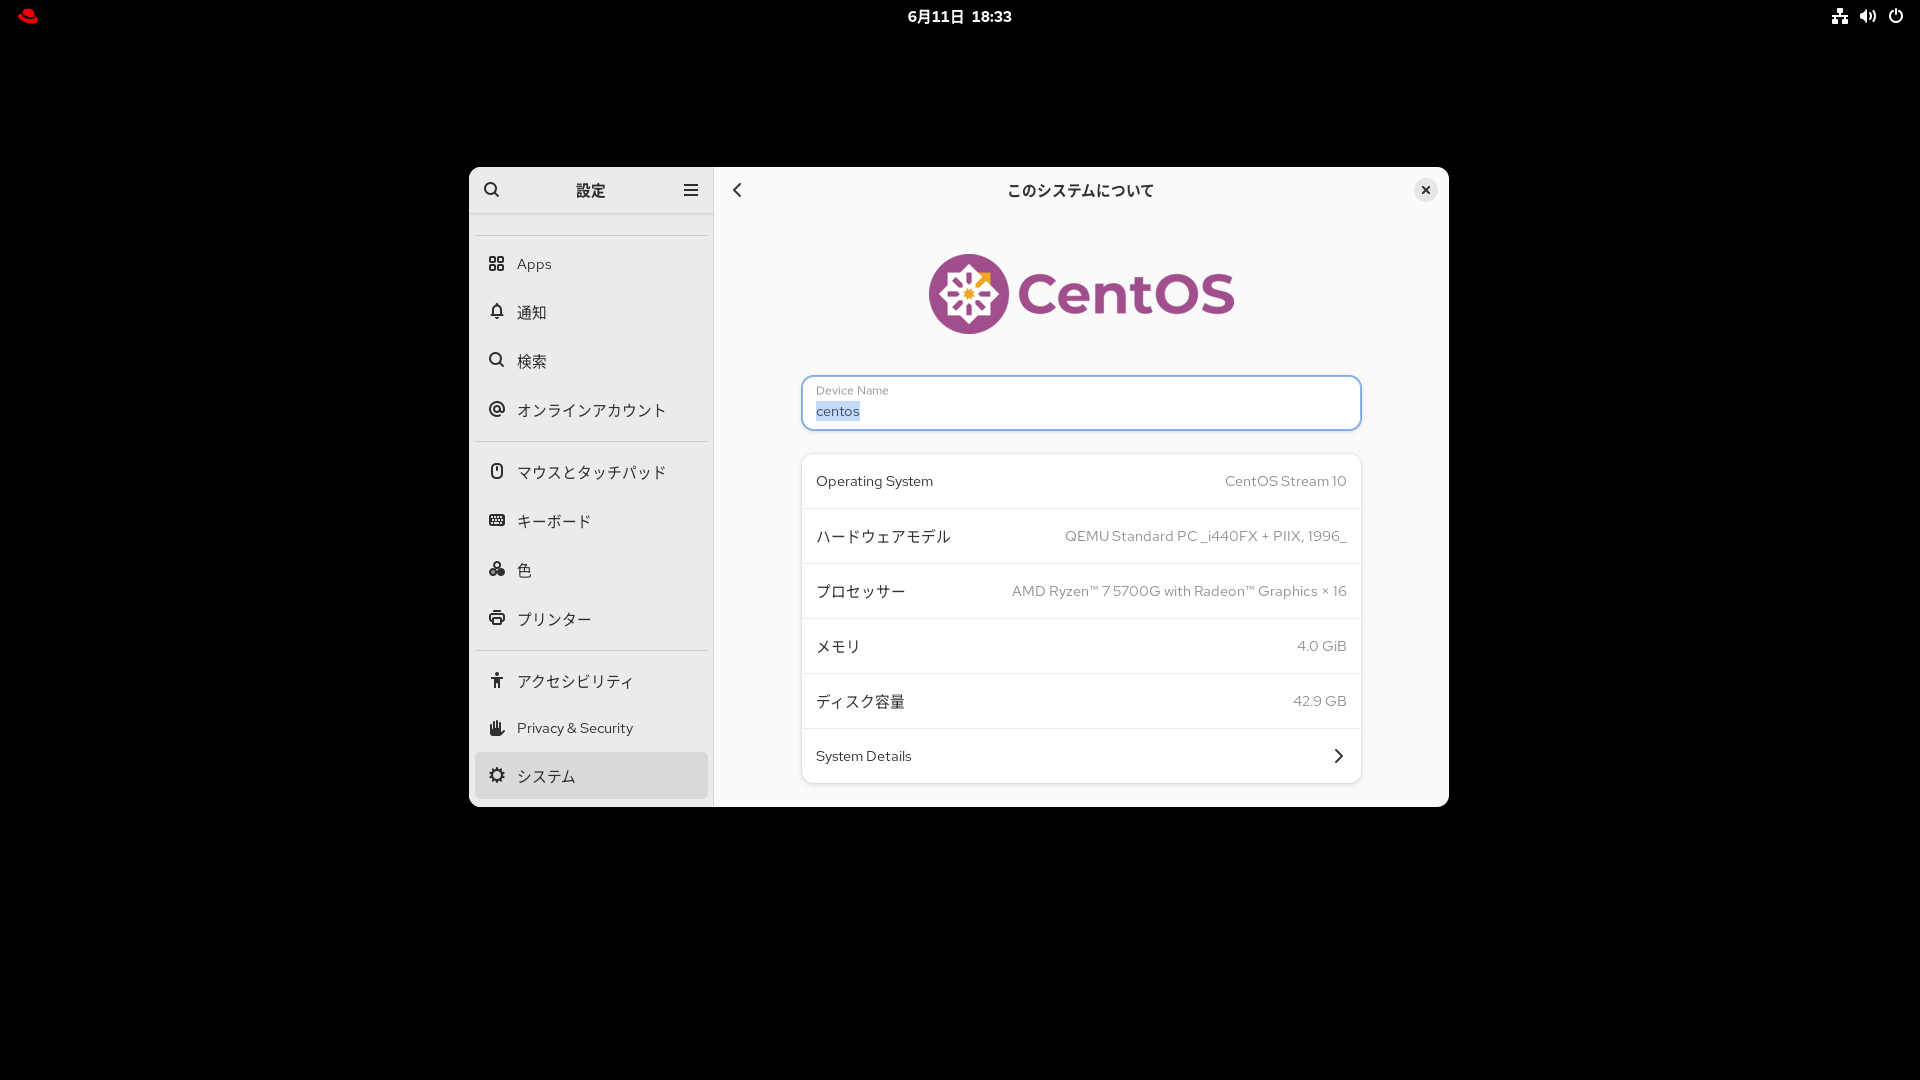 6月11日 18:33
設定
このシステムについて
Apps
通知
検索
オンラインアカウント
マウスとタッチパッド
キーボード
色
プリンター
アクセシビリティ
Privacy & Security
システム
CentOS
Device Name
centos
Operating System CentOS Stream 10
ハードウェアモデル QEMU Standard PC _i440FX + PIIX, 1996_
プロセッサー AMD Ryzen™ 7 5700G with Radeon™ Graphics × 16
メモリ 4.0 GiB
ディスク容量 42.9 GB
System Details